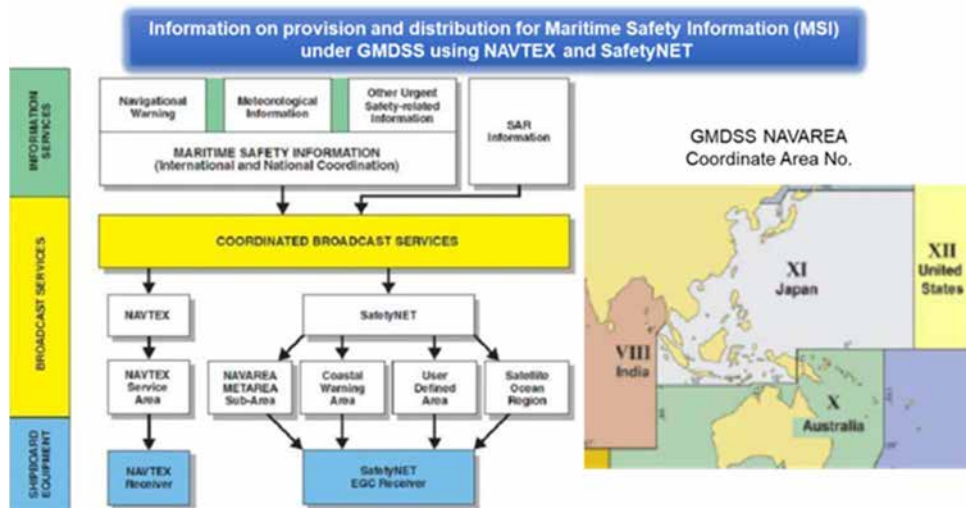 Information on provision and distribution for Maritime Safety Information (MSI)
under GMDSS using NAVTEX and SafetyNET
INFORMATION
SERVICES
Navigational
Warning
Meteorological
Information
Other Urgent
Safety-related
Information
MARITIME SAFETY INFORMATION
(International and National Coordination)
SAR
Information
BROADCAST SERVICES
COORDINATED BROADCAST SERVICES
NAVTEX
SafetyNET
NAVTEX
Service
Area
NAVAREA
METAREA
Sub-Area
Coastal
Warning
Area
User
Defined
Area
Satellite
Ocean
Region
SHIPBOARD
EQUIPMENT
NAVTEX
Receiver
SafetyNET
EGC Receiver
GMDSS NAVAREA
Coordinate Area No.
XI
Japan
XII
United
States
VIII
India
X
Australia